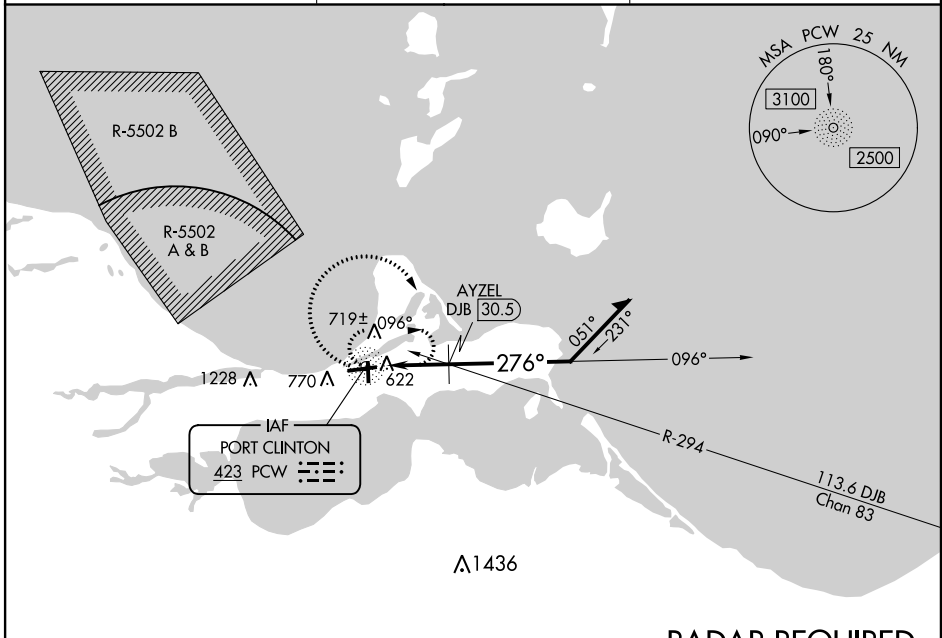 MSA PCW 25 NM
180°
3100
090°
2500
R-5502 B
R-5502
A & B
AYZEL
DJB 30.5
719±
096°
051°
231°
276°
096°
1228
770
622
IAF
PORT CLINTON
423 PCW
R-294
113.6 DJB
Chan 83
1436
RADAR REQUIRED